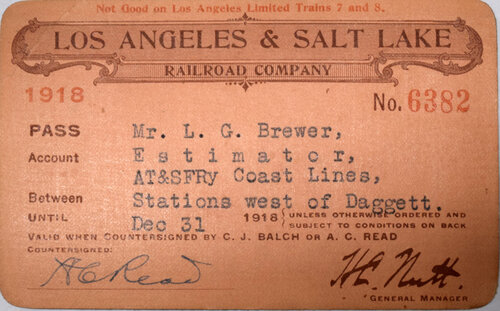 Not Good on Los Angeles Limited Trains 7 and 8.
LOS ANGELES & SALT LAKE
RAILROAD COMPANY
1918 No. 6382
PASS Mr. L. G. Brewer,
Account Estimator,
AT&SFRy Coast Lines,
Between Stations west of Daggett.
UNTIL Dec 31 1918 { UNLESS OTHERWISE ORDERED AND
SUBJECT TO CONDITIONS ON BACK
VALID WHEN COUNTERSIGNED BY C. J. BALCH OR A. C. READ
COUNTERSIGNED:
A C Read H.C. Nutt.
GENERAL MANAGER